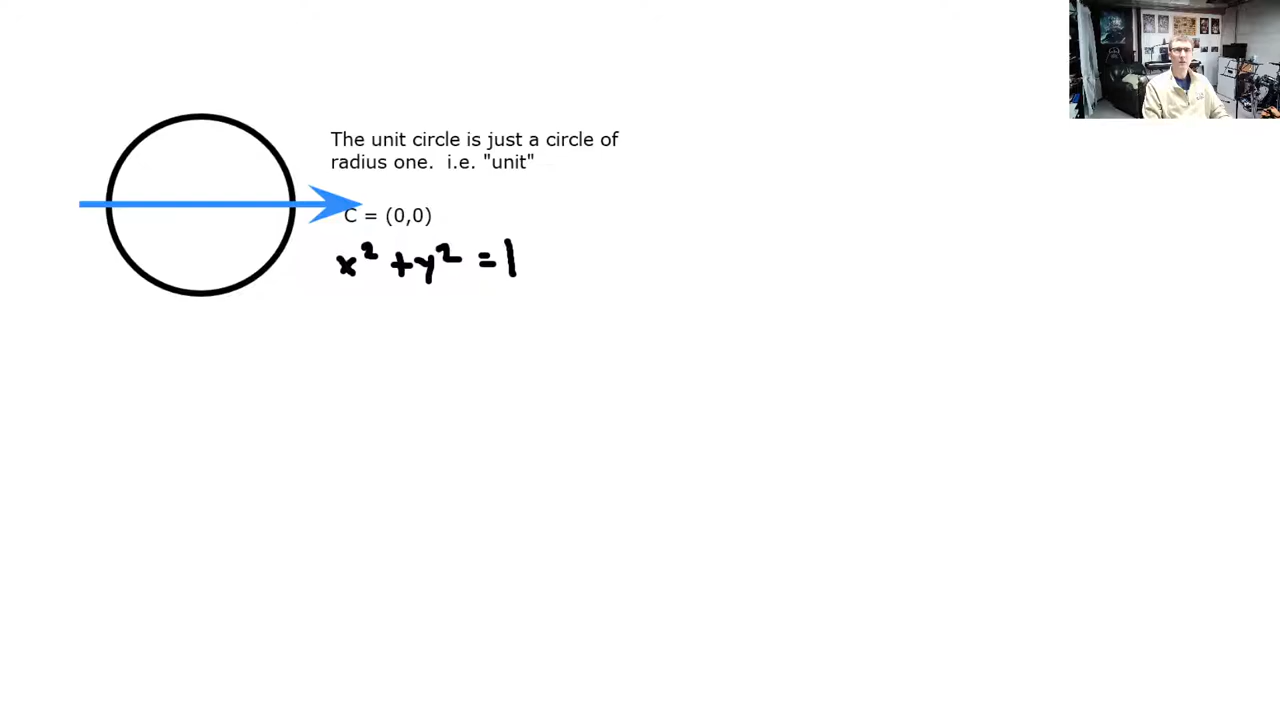 The unit circle is just a circle of
radius one. i.e. "unit"
C = (0,0)
x² + y² = 1